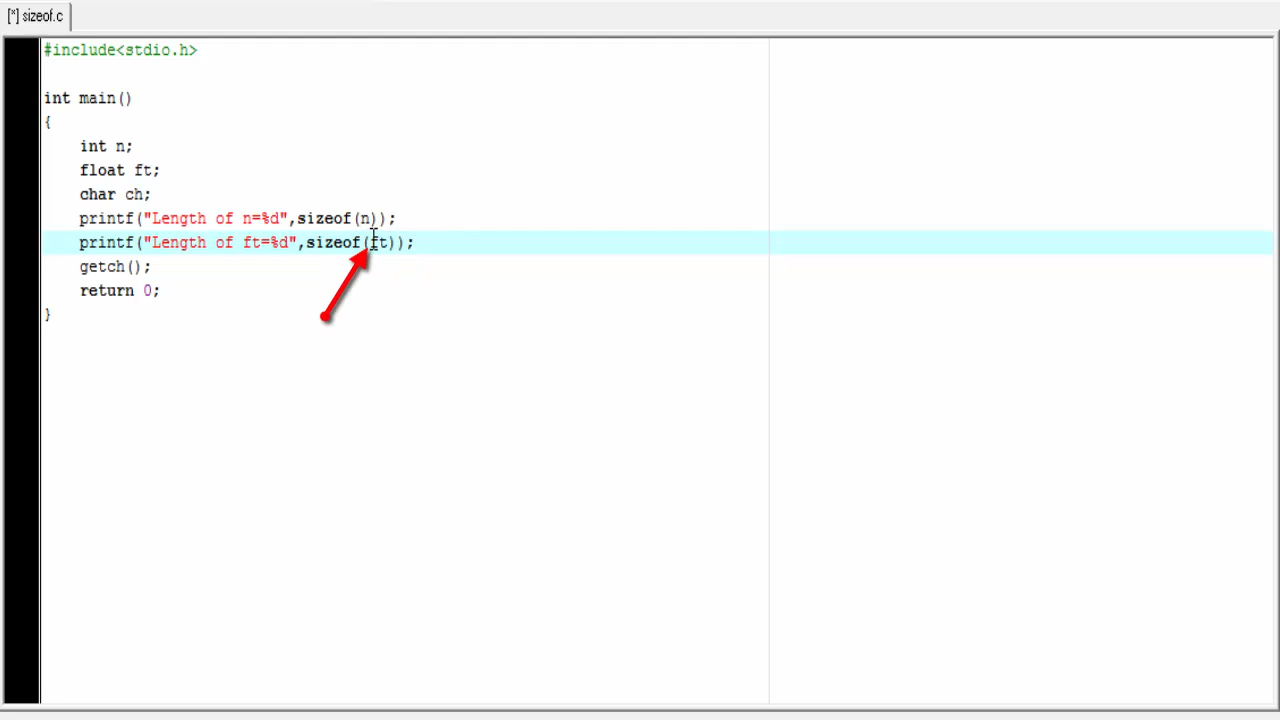 [*] sizeof.c
#include<stdio.h>
int main()
{
int n;
float ft;
char ch;
printf("Length of n=%d",sizeof(n));
printf("Length of ft=%d",sizeof(ft));
getch();
return 0;
}